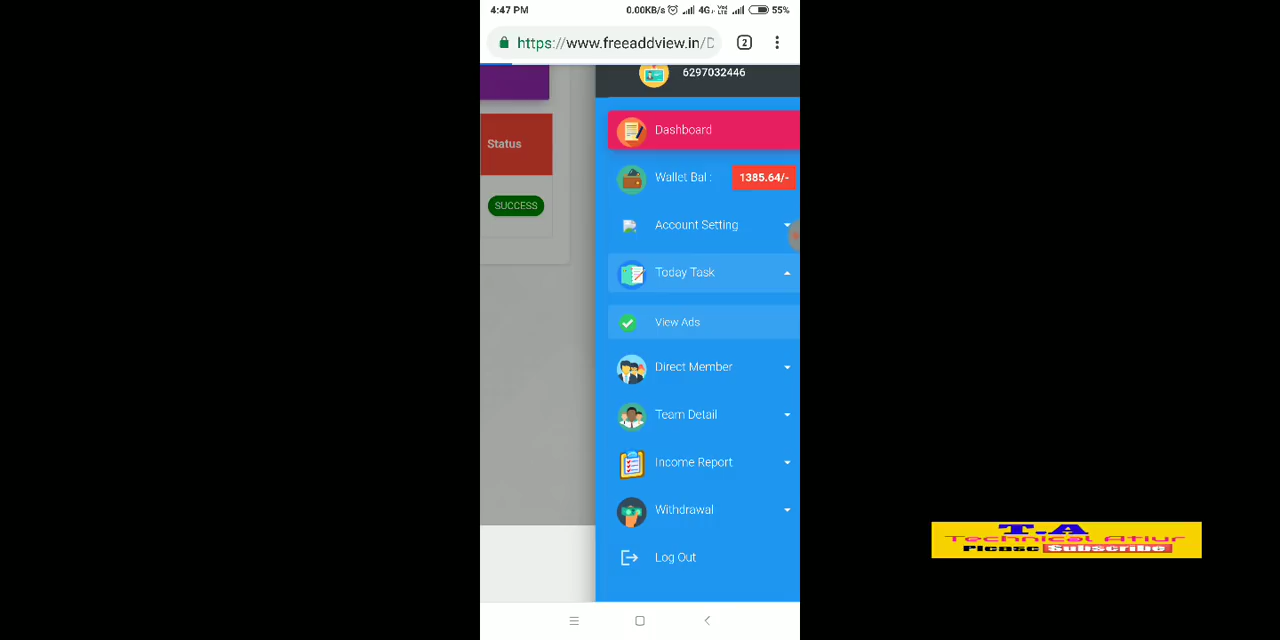 4:47 PM
0.00KB/s 4G VoLTE 55%
https://www.freeaddview.in/D
2
6297032446
Dashboard
Status
Wallet Bal : 1385.64/-
SUCCESS
Account Setting
Today Task
View Ads
Direct Member
Team Detail
Income Report
Withdrawal
Log Out
T.A
Technical Atiur
Please Subscribe